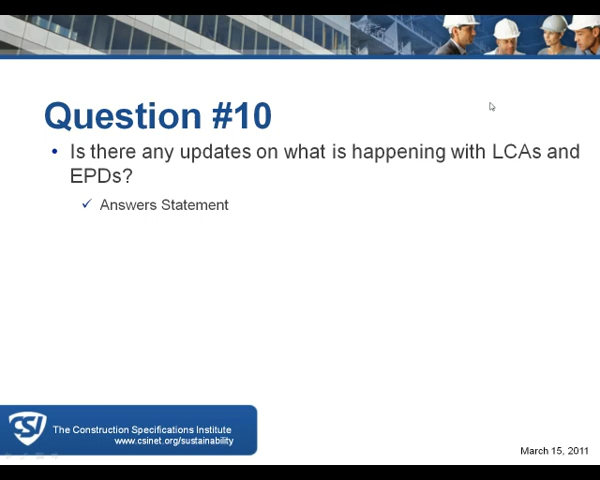 Question #10
• Is there any updates on what is happening with LCAs and
EPDs?
✓ Answers Statement
CSI
The Construction Specifications Institute
www.csinet.org/sustainability
March 15, 2011